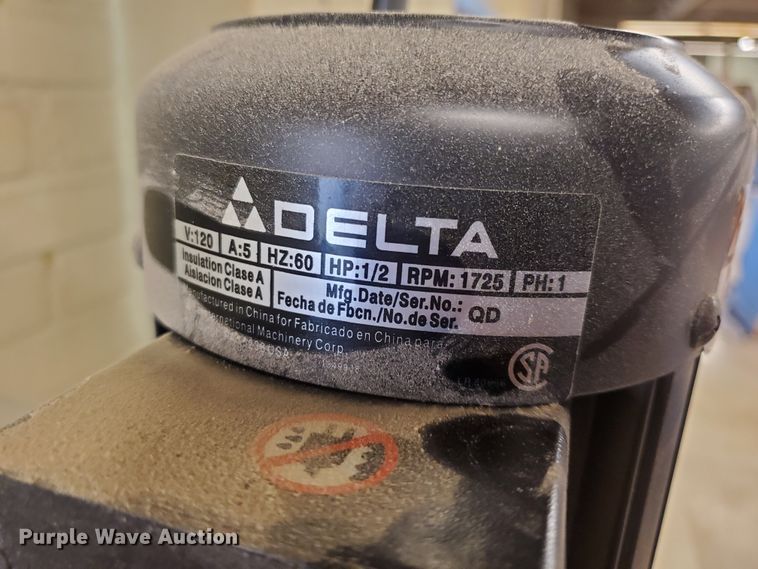 DELTA
V:120 A:5 HZ:60 HP:1/2 RPM:1725 PH:1
Insulation Clase A
Aislacion Clase A
Mfg.Date/Ser.No.: QD
Fecha de Fbcn./No.de Ser.
Manufactured in China for Fabricado en China para
International Machinery Corp.
USA
Purple Wave Auction